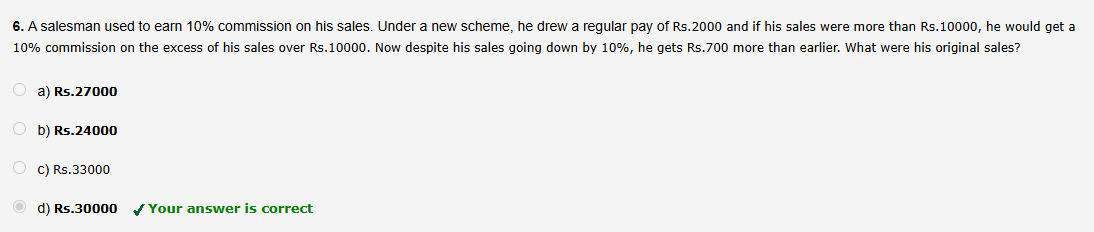 6. A salesman used to earn 10% commission on his sales. Under a new scheme, he drew a regular pay of Rs.2000 and if his sales were more than Rs.10000, he would get a
10% commission on the excess of his sales over Rs.10000. Now despite his sales going down by 10%, he gets Rs.700 more than earlier. What were his original sales?
a) Rs.27000
b) Rs.24000
c) Rs.33000
d) Rs.30000 ✓Your answer is correct